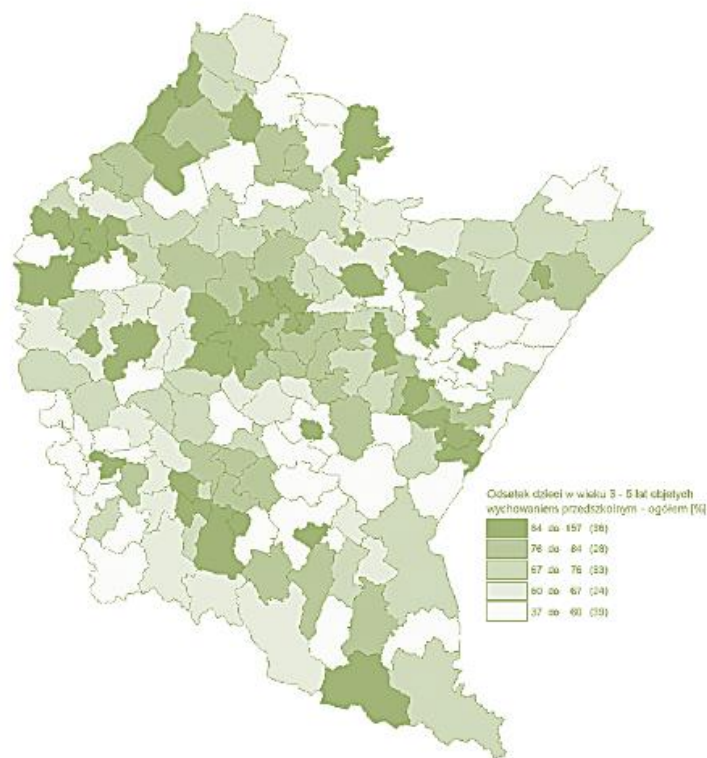 Odsetek dzieci w wieku 3 - 5 lat objętych
wychowaniem przedszkolnym - ogółem [%]
84 do 157 (36)
76 do 84 (28)
67 do 76 (33)
60 do 67 (24)
37 do 60 (39)